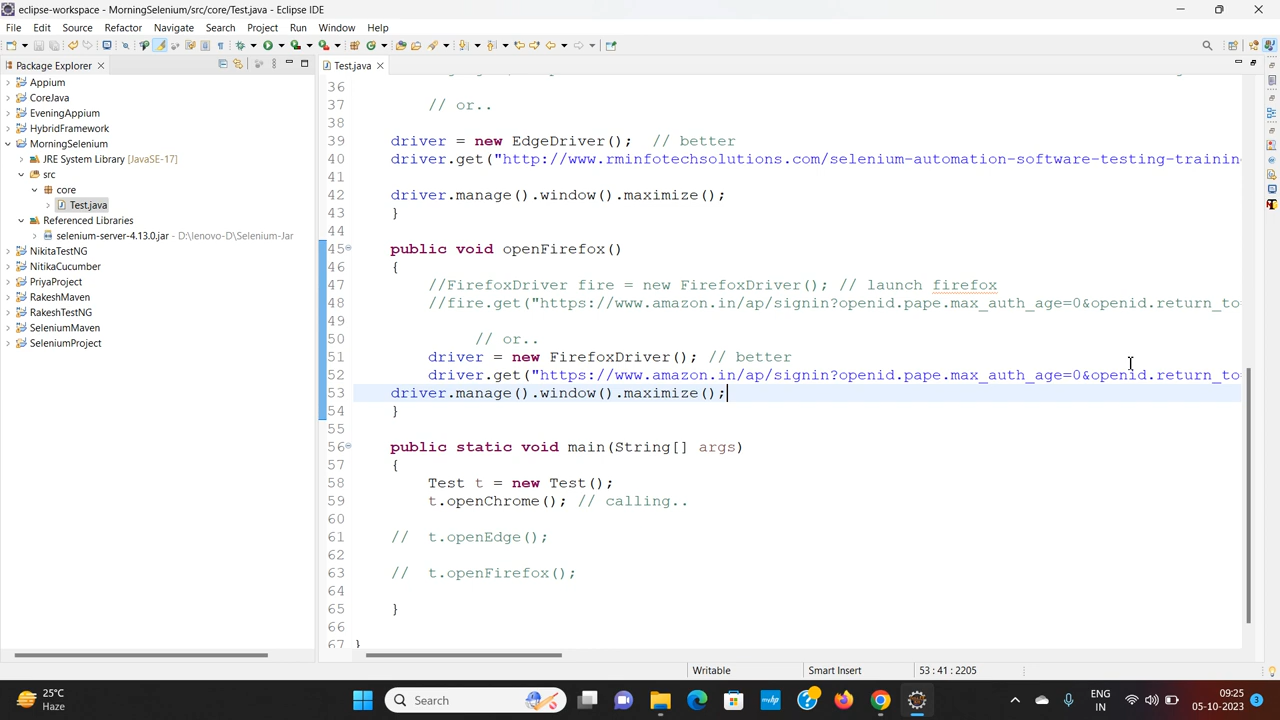 eclipse-workspace - MorningSelenium/src/core/Test.java - Eclipse IDE
File Edit Source Refactor Navigate Search Project Run Window Help
Package Explorer
Test.java
Appium
CoreJava
EveningAppium
HybridFramework
MorningSelenium
JRE System Library [JavaSE-17]
src
core
Test.java
Referenced Libraries
selenium-server-4.13.0.jar - D:\lenovo-D\Selenium-Jar
NikitaTestNG
NitikaCucumber
PriyaProject
RakeshMaven
RakeshTestNG
SeleniumMaven
SeleniumProject
36
37 // or..
38
39 driver = new EdgeDriver(); // better
40 driver.get("http://www.rminfotechsolutions.com/selenium-automation-software-testing-trainin
41
42 driver.manage().window().maximize();
43 }
44
45 public void openFirefox()
46 {
47 //FirefoxDriver fire = new FirefoxDriver(); // launch firefox
48 //fire.get("https://www.amazon.in/ap/signin?openid.pape.max_auth_age=0&openid.return_to
49
50 // or..
51 driver = new FirefoxDriver(); // better
52 driver.get("https://www.amazon.in/ap/signin?openid.pape.max_auth_age=0&openid.return_to
53 driver.manage().window().maximize();
54 }
55
56 public static void main(String[] args)
57 {
58 Test t = new Test();
59 t.openChrome(); // calling..
60
61 // t.openEdge();
62
63 // t.openFirefox();
64
65 }
66
67 }
Writable Smart Insert 53 : 41 : 2205
25°C
Haze
Search
ENG
IN
09:25
05-10-2023
3